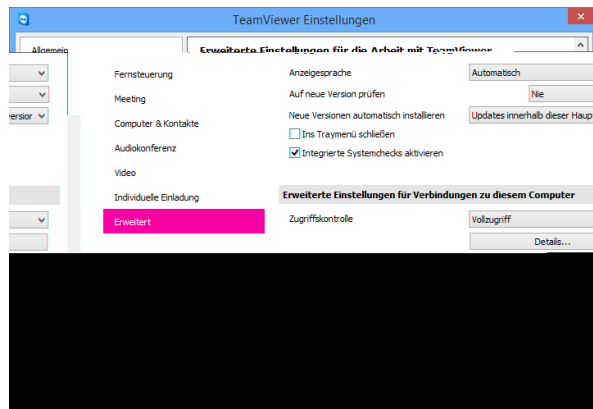 TeamViewer Einstellungen
Allgemein
Erweiterte Einstellungen für die Arbeit mit TeamViewer
Fernsteuerung
Anzeigesprache
Automatisch
Meeting
Auf neue Version prüfen
Nie
Computer & Kontakte
Neue Versionen automatisch installieren
Updates innerhalb dieser Haup
Ins Traymenü schließen
Audiokonferenz
Integrierte Systemchecks aktivieren
Video
Individuelle Einladung
Erweiterte Einstellungen für Verbindungen zu diesem Computer
Erweitert
Zugriffskontrolle
Vollzugriff
Details...